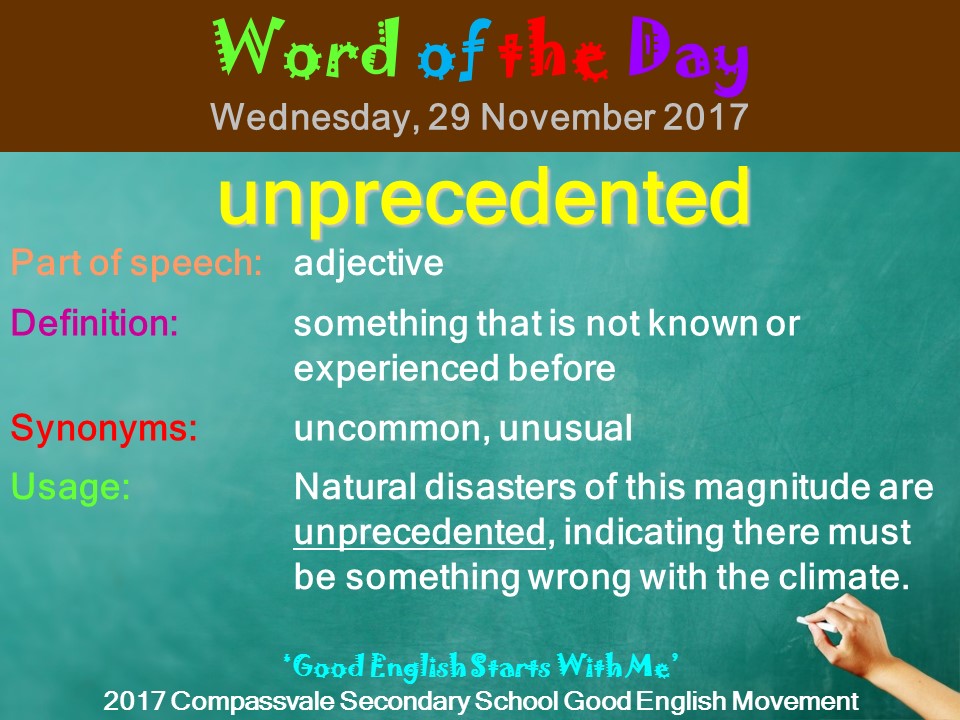 Word of the Day
Wednesday, 29 November 2017
unprecedented
Part of speech: adjective
Definition: something that is not known or
experienced before
Synonyms: uncommon, unusual
Usage: Natural disasters of this magnitude are
unprecedented, indicating there must
be something wrong with the climate.
‘Good English Starts With Me’
2017 Compassvale Secondary School Good English Movement